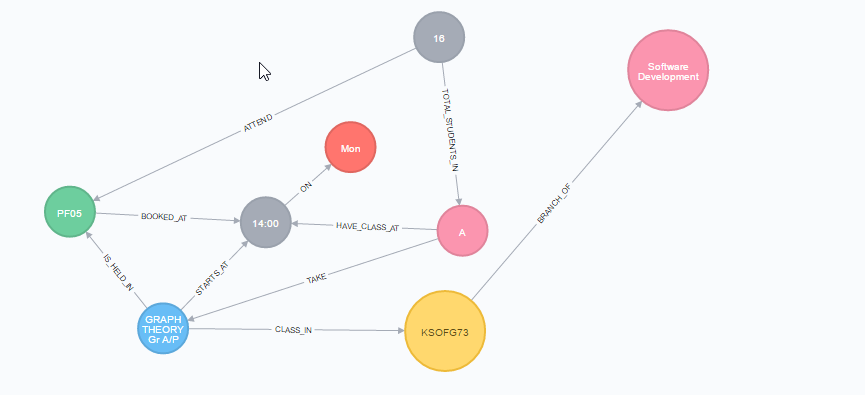 16
Software
Development
TOTAL_STUDENTS_IN
ATTEND
Mon
ON
BRANCH_OF
PF05
BOOKED_AT
14:00
HAVE_CLASS_AT
A
IS_HELD_IN
STARTS_AT
TAKE
GRAPH
THEORY
Gr A/P
CLASS_IN
KSOFG73